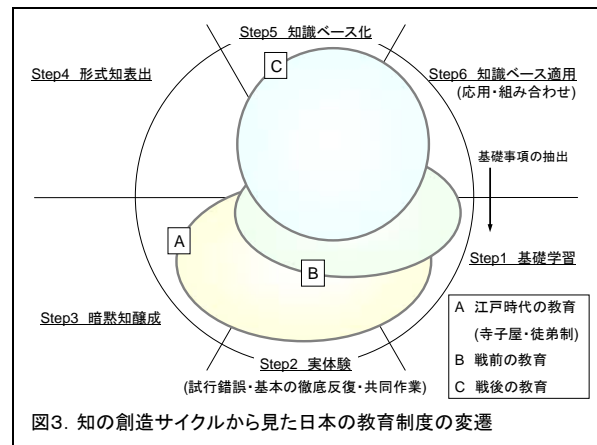 Step5 知識ベース化
Step4 形式知表出
C
Step6 知識ベース適用
(応用・組み合わせ)
基礎事項の抽出
A
B
Step1 基礎学習
Step3 暗黙知醸成
Step2 実体験
(試行錯誤・基本の徹底反復・共同作業)
A 江戸時代の教育
(寺子屋・徒弟制)
B 戦前の教育
C 戦後の教育
図3. 知の創造サイクルから見た日本の教育制度の変遷